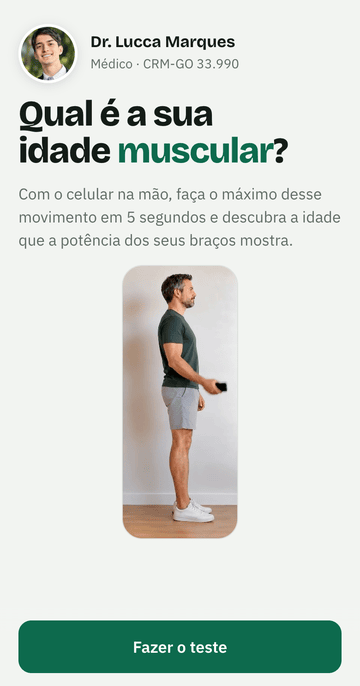 Dr. Lucca Marques
Médico · CRM-GO 33.990
Qual é a sua
idade muscular?
Com o celular na mão, faça o máximo desse
movimento em 5 segundos e descubra a idade
que a potência dos seus braços mostra.
Fazer o teste